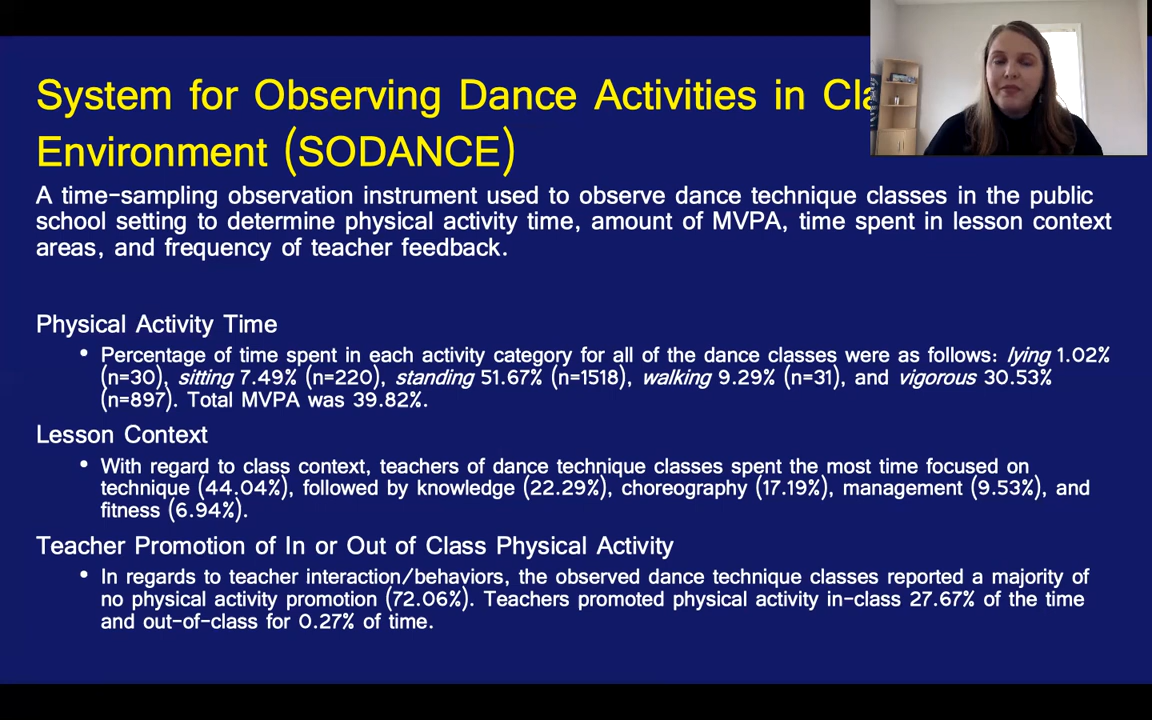 System for Observing Dance Activities in Cla
Environment (SODANCE)
A time-sampling observation instrument used to observe dance technique classes in the public
school setting to determine physical activity time, amount of MVPA, time spent in lesson context
areas, and frequency of teacher feedback.
Physical Activity Time
• Percentage of time spent in each activity category for all of the dance classes were as follows: lying 1.02%
(n=30), sitting 7.49% (n=220), standing 51.67% (n=1518), walking 9.29% (n=31), and vigorous 30.53%
(n=897). Total MVPA was 39.82%.
Lesson Context
• With regard to class context, teachers of dance technique classes spent the most time focused on
technique (44.04%), followed by knowledge (22.29%), choreography (17.19%), management (9.53%), and
fitness (6.94%).
Teacher Promotion of In or Out of Class Physical Activity
• In regards to teacher interaction/behaviors, the observed dance technique classes reported a majority of
no physical activity promotion (72.06%). Teachers promoted physical activity in-class 27.67% of the time
and out-of-class for 0.27% of time.